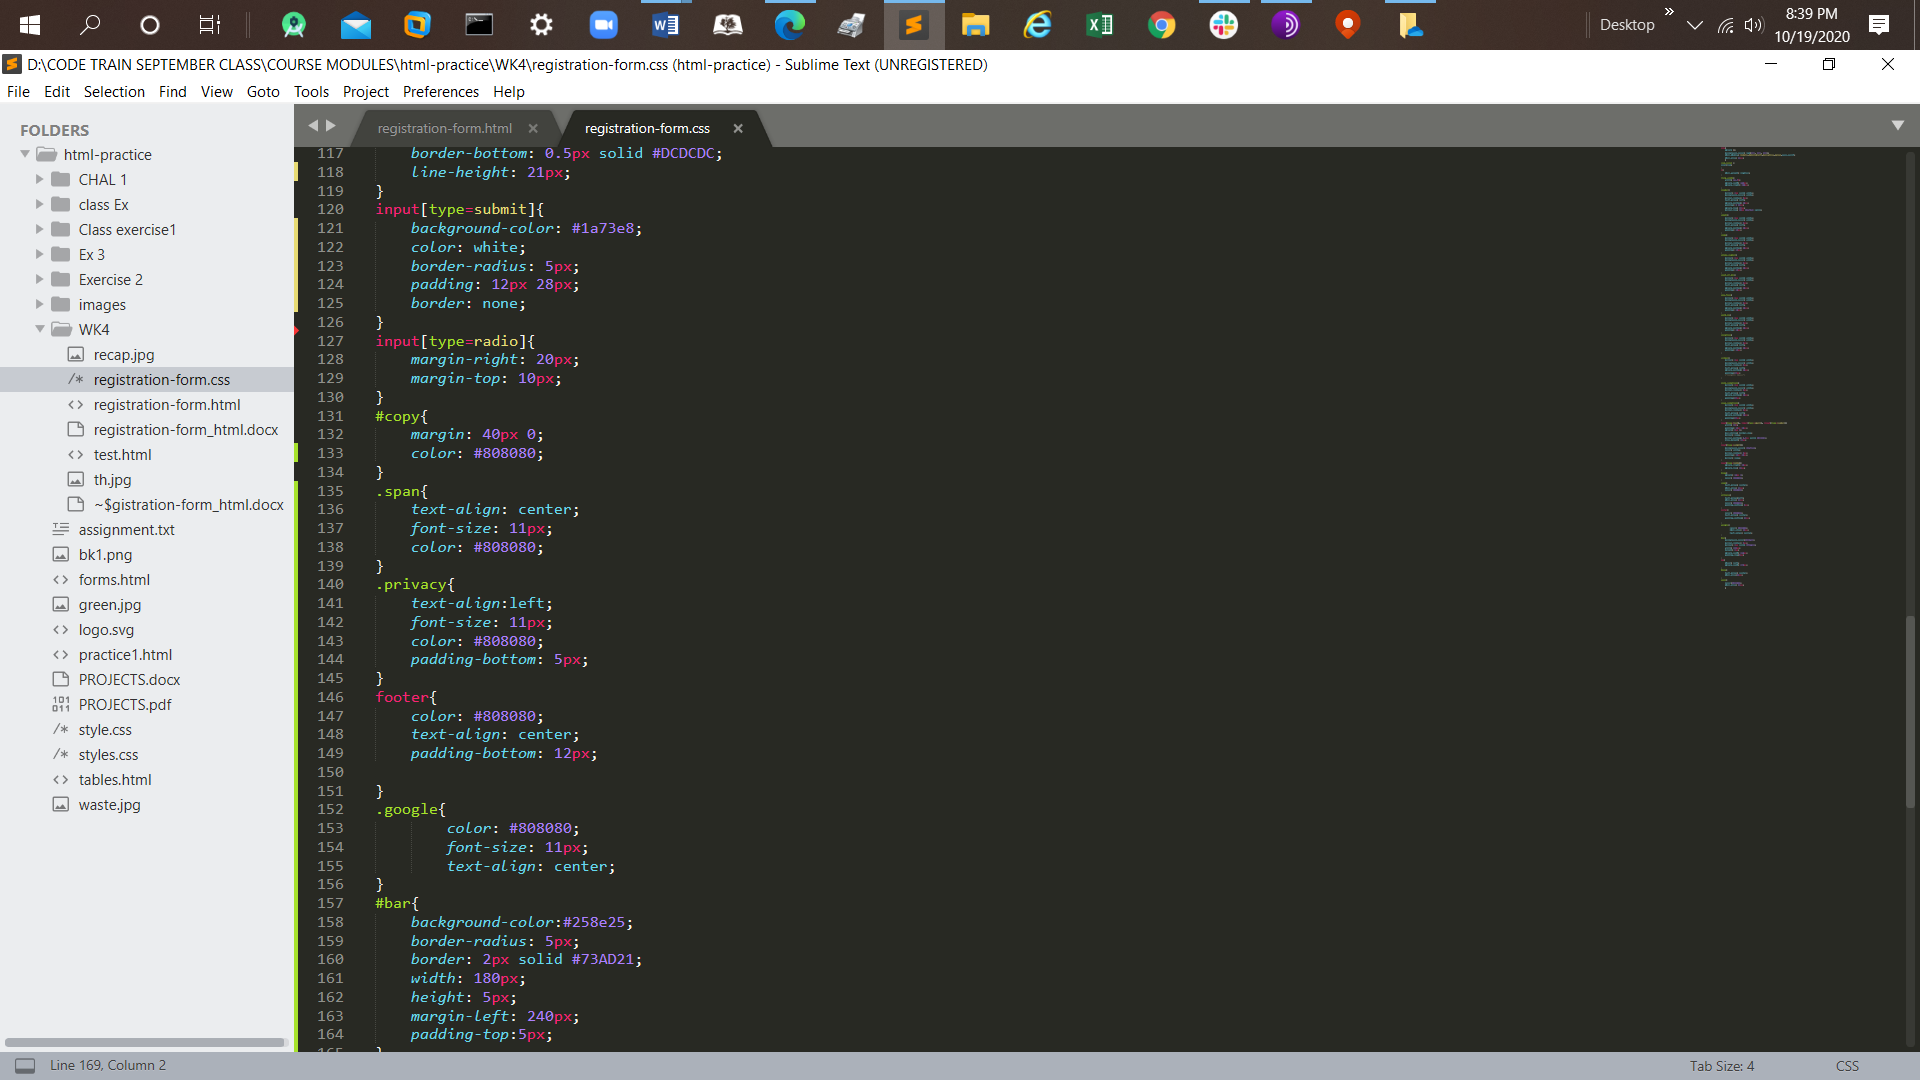 Desktop
»
8:39 PM
10/19/2020
D:\CODE TRAIN SEPTEMBER CLASS\COURSE MODULES\html-practice\WK4\registration-form.css (html-practice) - Sublime Text (UNREGISTERED)
File Edit Selection Find View Goto Tools Project Preferences Help
FOLDERS
html-practice
CHAL 1
class Ex
Class exercise1
Ex 3
Exercise 2
images
WK4
recap.jpg
/* registration-form.css
<> registration-form.html
registration-form_html.docx
<> test.html
th.jpg
~$gistration-form_html.docx
assignment.txt
bk1.png
<> forms.html
green.jpg
<> logo.svg
<> practice1.html
PROJECTS.docx
PROJECTS.pdf
/* style.css
/* styles.css
<> tables.html
waste.jpg
registration-form.html × registration-form.css ×
117 border-bottom: 0.5px solid #DCDCDC;
118 line-height: 21px;
119 }
120 input[type=submit]{
121 background-color: #1a73e8;
122 color: white;
123 border-radius: 5px;
124 padding: 12px 28px;
125 border: none;
126 }
127 input[type=radio]{
128 margin-right: 20px;
129 margin-top: 10px;
130 }
131 #copy{
132 margin: 40px 0;
133 color: #808080;
134 }
135 .span{
136 text-align: center;
137 font-size: 11px;
138 color: #808080;
139 }
140 .privacy{
141 text-align:left;
142 font-size: 11px;
143 color: #808080;
144 padding-bottom: 5px;
145 }
146 footer{
147 color: #808080;
148 text-align: center;
149 padding-bottom: 12px;
150
151 }
152 .google{
153 color: #808080;
154 font-size: 11px;
155 text-align: center;
156 }
157 #bar{
158 background-color:#258e25;
159 border-radius: 5px;
160 border: 2px solid #73AD21;
161 width: 180px;
162 height: 5px;
163 margin-left: 240px;
164 padding-top:5px;
Line 169, Column 2
Tab Size: 4
CSS